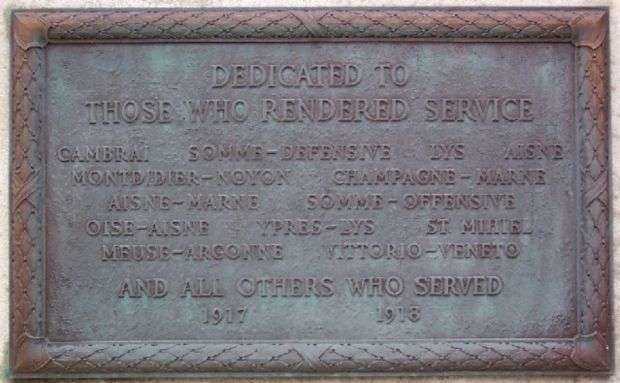 DEDICATED TO
THOSE WHO RENDERED SERVICE
CAMBRAI SOMME-DEFENSIVE LYS AISNE
MONTDIDIER-NOYON CHAMPAGNE-MARNE
AISNE-MARNE SOMME-OFFENSIVE
OISE-AISNE YPRES-LYS ST. MIHIEL
MEUSE-ARGONNE VITTORIO-VENETO
AND ALL OTHERS WHO SERVED
1917 1918